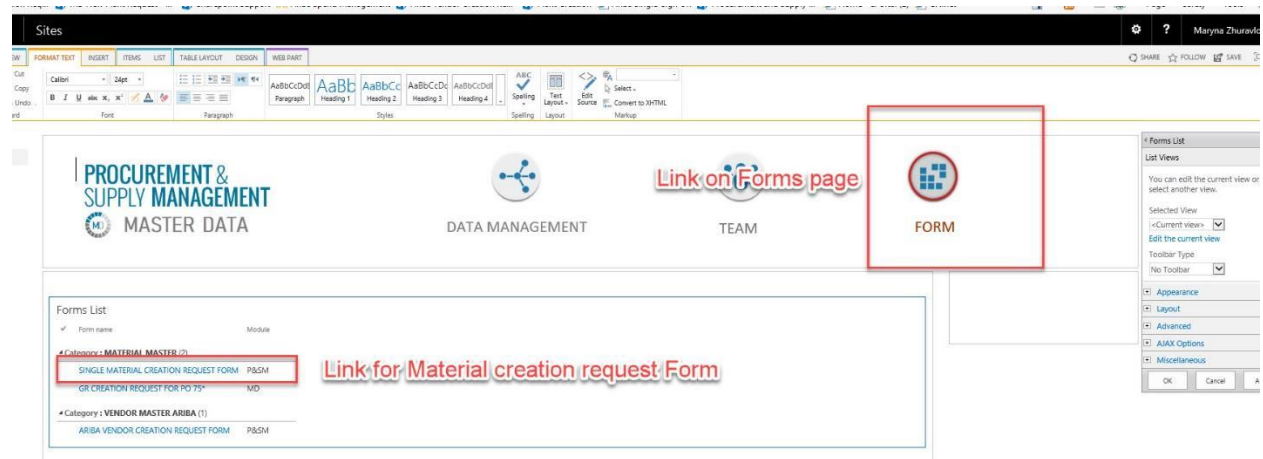 Sites
Maryna Zhuravlo
EW FORMAT TEXT INSERT ITEMS LIST TABLE LAYOUT DESIGN WEB PART
SHARE FOLLOW SAVE
Cut
Copy
Undo
Calibri 24pt
B I U abc x, x²
A
Font
Paragraph
AaBbCcDdI AaBb AaBbCc AaBbCcDc AaBbCcDdI
Paragraph Heading 1 Heading 2 Heading 3 Heading 4
Styles
ABC
Spelling
Spelling
Text
Layout
Layout
Edit
Source
Select
Convert to XHTML
Markup
PROCUREMENT &
SUPPLY MANAGEMENT
MD MASTER DATA
DATA MANAGEMENT
TEAM
Link on Forms page
FORM
Forms List
List Views
You can edit the current view or
select another view.
Selected View
<Current view>
Edit the current view
Toolbar Type
No Toolbar
Appearance
Layout
Advanced
AJAX Options
Miscellaneous
OK Cancel A
Forms List
Form name Module
Category : MATERIAL MASTER (2)
SINGLE MATERIAL CREATION REQUEST FORM P&SM
Link for Material creation request Form
GR CREATION REQUEST FOR PO 75* MD
Category : VENDOR MASTER ARIBA (1)
ARIBA VENDOR CREATION REQUEST FORM P&SM